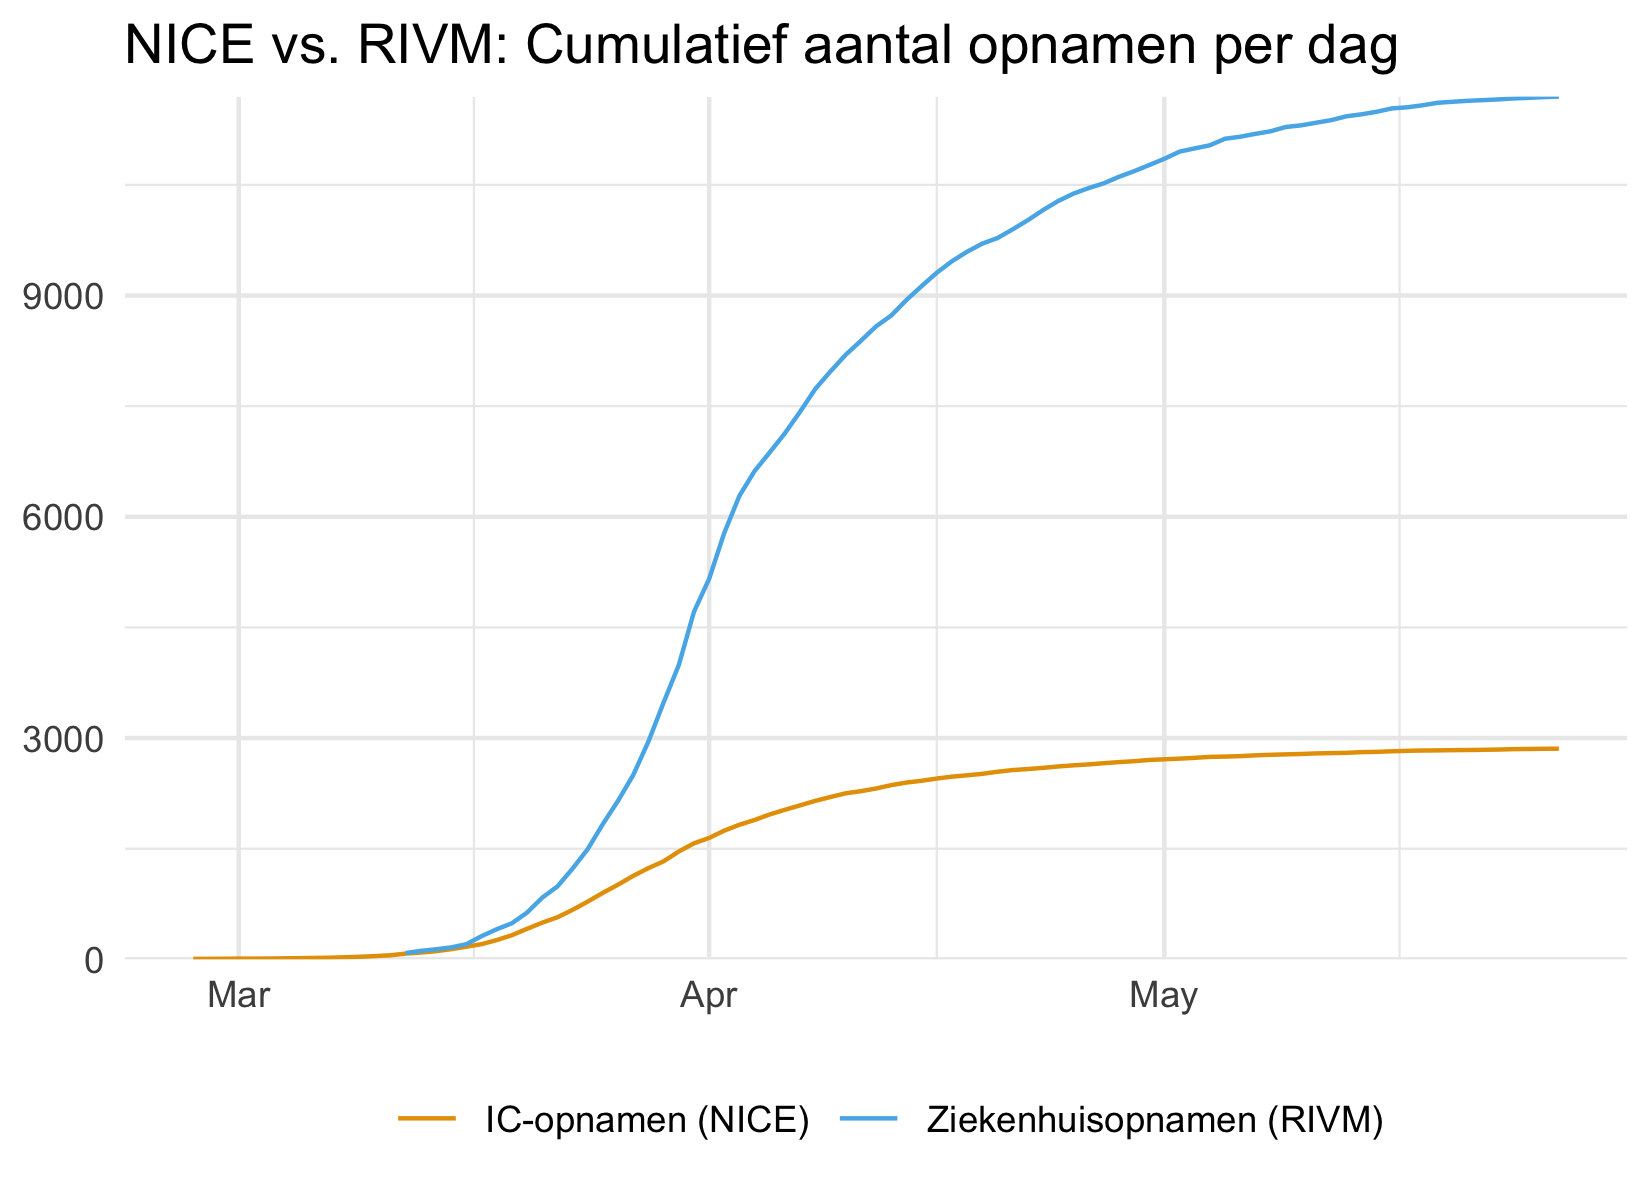 NICE vs. RIVM: Cumulatief aantal opnamen per dag
9000
6000
3000
0
Mar Apr May
IC-opnamen (NICE) Ziekenhuisopnamen (RIVM)